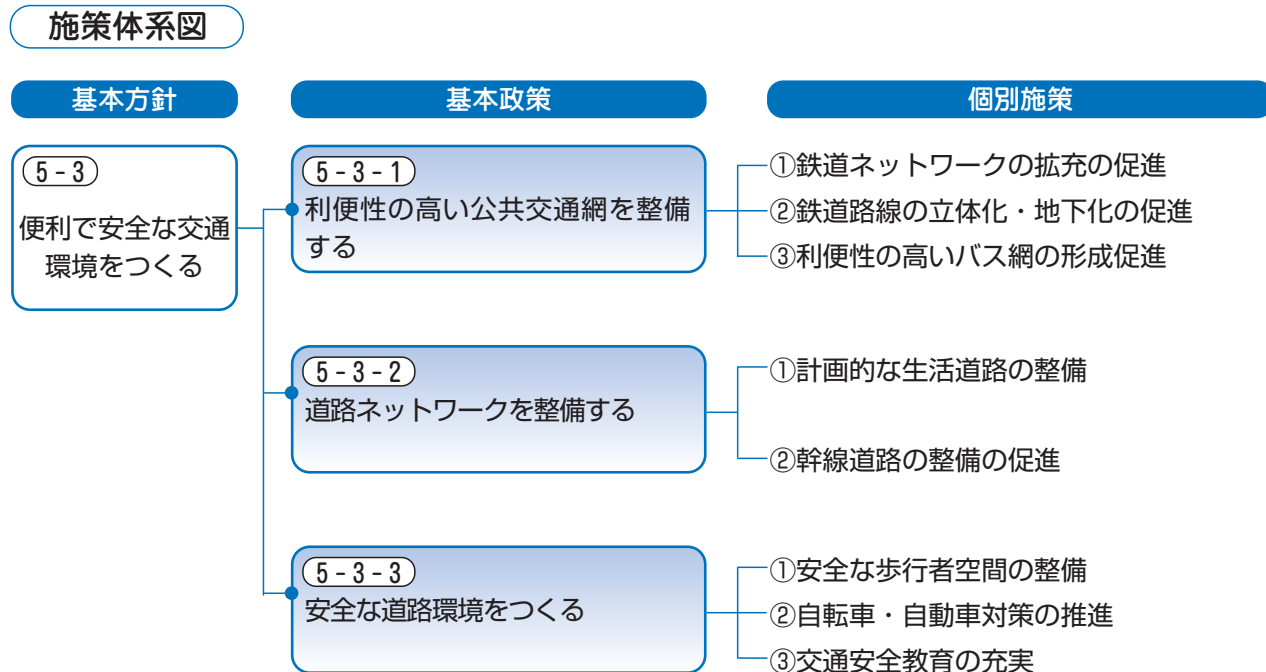 施策体系図
基本方針
基本政策
個別施策
5-3
便利で安全な交通
環境をつくる
5-3-1
利便性の高い公共交通網を整備
する
①鉄道ネットワークの拡充の促進
②鉄道路線の立体化・地下化の促進
③利便性の高いバス網の形成促進
5-3-2
道路ネットワークを整備する
①計画的な生活道路の整備
②幹線道路の整備の促進
5-3-3
安全な道路環境をつくる
①安全な歩行者空間の整備
②自転車・自動車対策の推進
③交通安全教育の充実